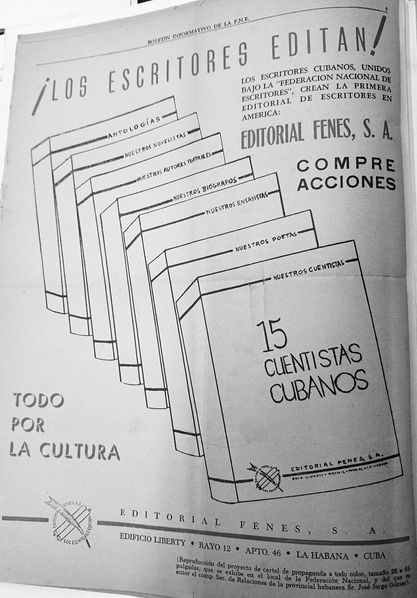 BOLETIN INFORMATIVO DE LA F.N.E.
5
¡LOS ESCRITORES EDITAN!
LOS ESCRITORES CUBANOS, UNIDOS
BAJO LA "FEDERACION NACIONAL DE
ESCRITORES", CREAN LA PRIMERA
EDITORIAL DE ESCRITORES EN
AMERICA:
EDITORIAL FENES, S. A.
COMPRE
ACCIONES
ANTOLOGÍAS
NUESTROS NOVELISTAS
NUESTROS AUTORES TEATRALES
NUESTROS BIÓGRAFOS
NUESTROS ENSAYISTAS
NUESTROS POETAS
NUESTROS CUENTISTAS
15
CUENTISTAS
CUBANOS
EDITORIAL FENES, S.A.
TODO
POR
LA CULTURA
EDITORIAL FENES, S. A.
EDIFICIO LIBERTY • RAYO 12 • APTO. 46 • LA HABANA • CUBA
(Reproducción del proyecto de cartel de propaganda a todo color, tamaño 26 x
pulgadas, que se exhibe en el local de la Federación Nacional, y del que es
autor el comp. Sec. de Relaciones de la provincial habanera Sr. José Jorge Gómez).